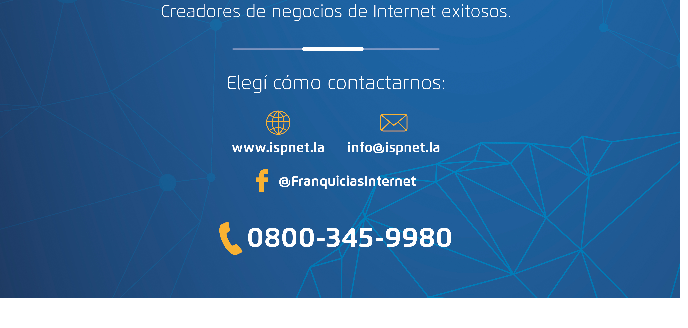 Creadores de negocios de Internet exitosos.
Elegí cómo contactarnos:
www.ispnet.la info@ispnet.la
@FranquiciasInternet
0800-345-9980